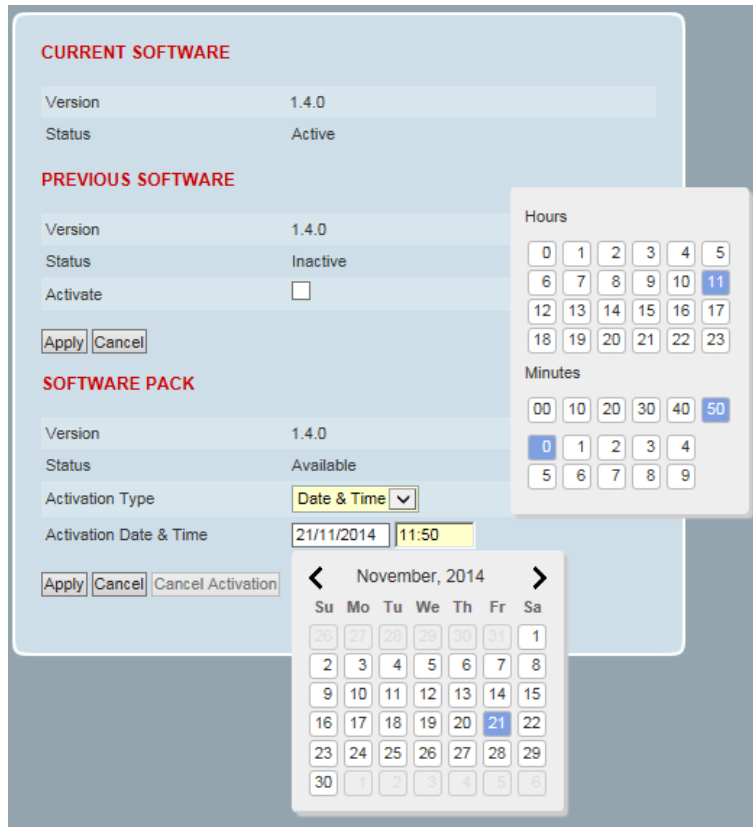 CURRENT SOFTWARE
Version 1.4.0
Status Active
PREVIOUS SOFTWARE
Version 1.4.0
Status Inactive
Activate
Apply Cancel
SOFTWARE PACK
Version 1.4.0
Status Available
Activation Type Date & Time
Activation Date & Time 21/11/2014 11:50
Apply Cancel Cancel Activation
Hours
0 1 2 3 4 5
6 7 8 9 10 11
12 13 14 15 16 17
18 19 20 21 22 23
Minutes
00 10 20 30 40 50
0 1 2 3 4
5 6 7 8 9
November, 2014
Su Mo Tu We Th Fr Sa
26 27 28 29 30 31 1
2 3 4 5 6 7 8
9 10 11 12 13 14 15
16 17 18 19 20 21 22
23 24 25 26 27 28 29
30 1 2 3 4 5 6